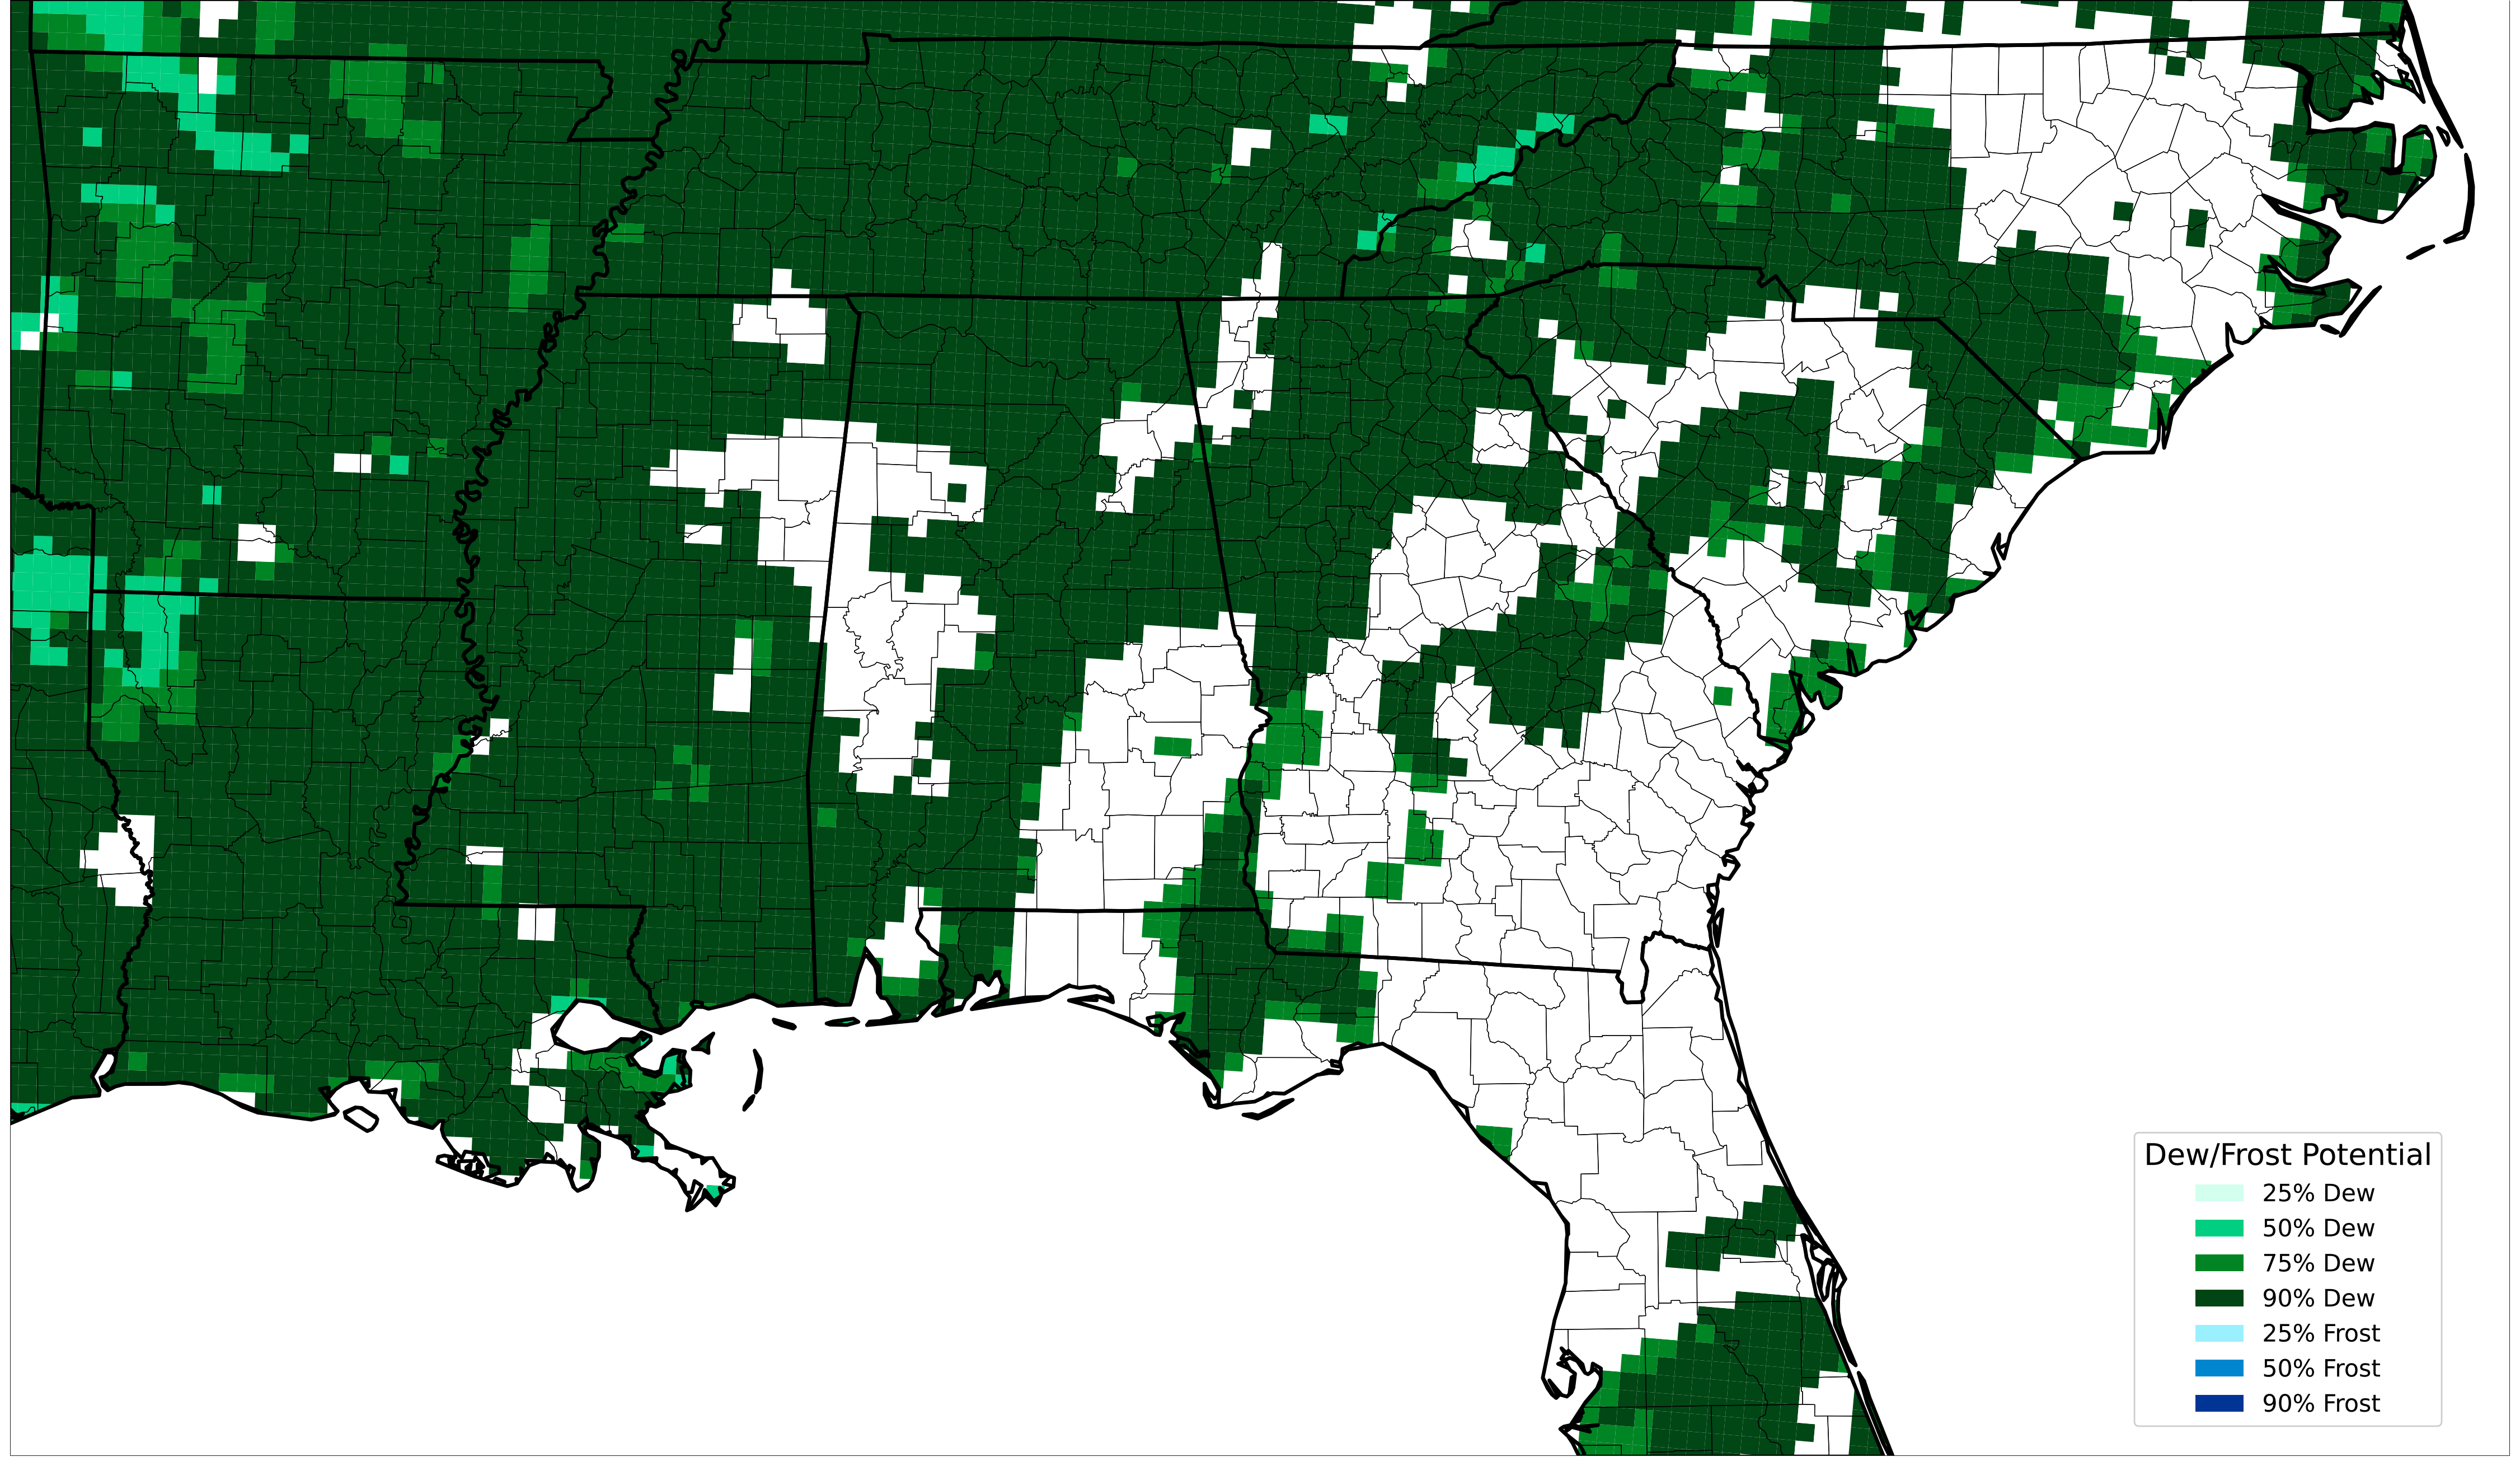 Dew/Frost Potential
25% Dew
50% Dew
75% Dew
90% Dew
25% Frost
50% Frost
90% Frost